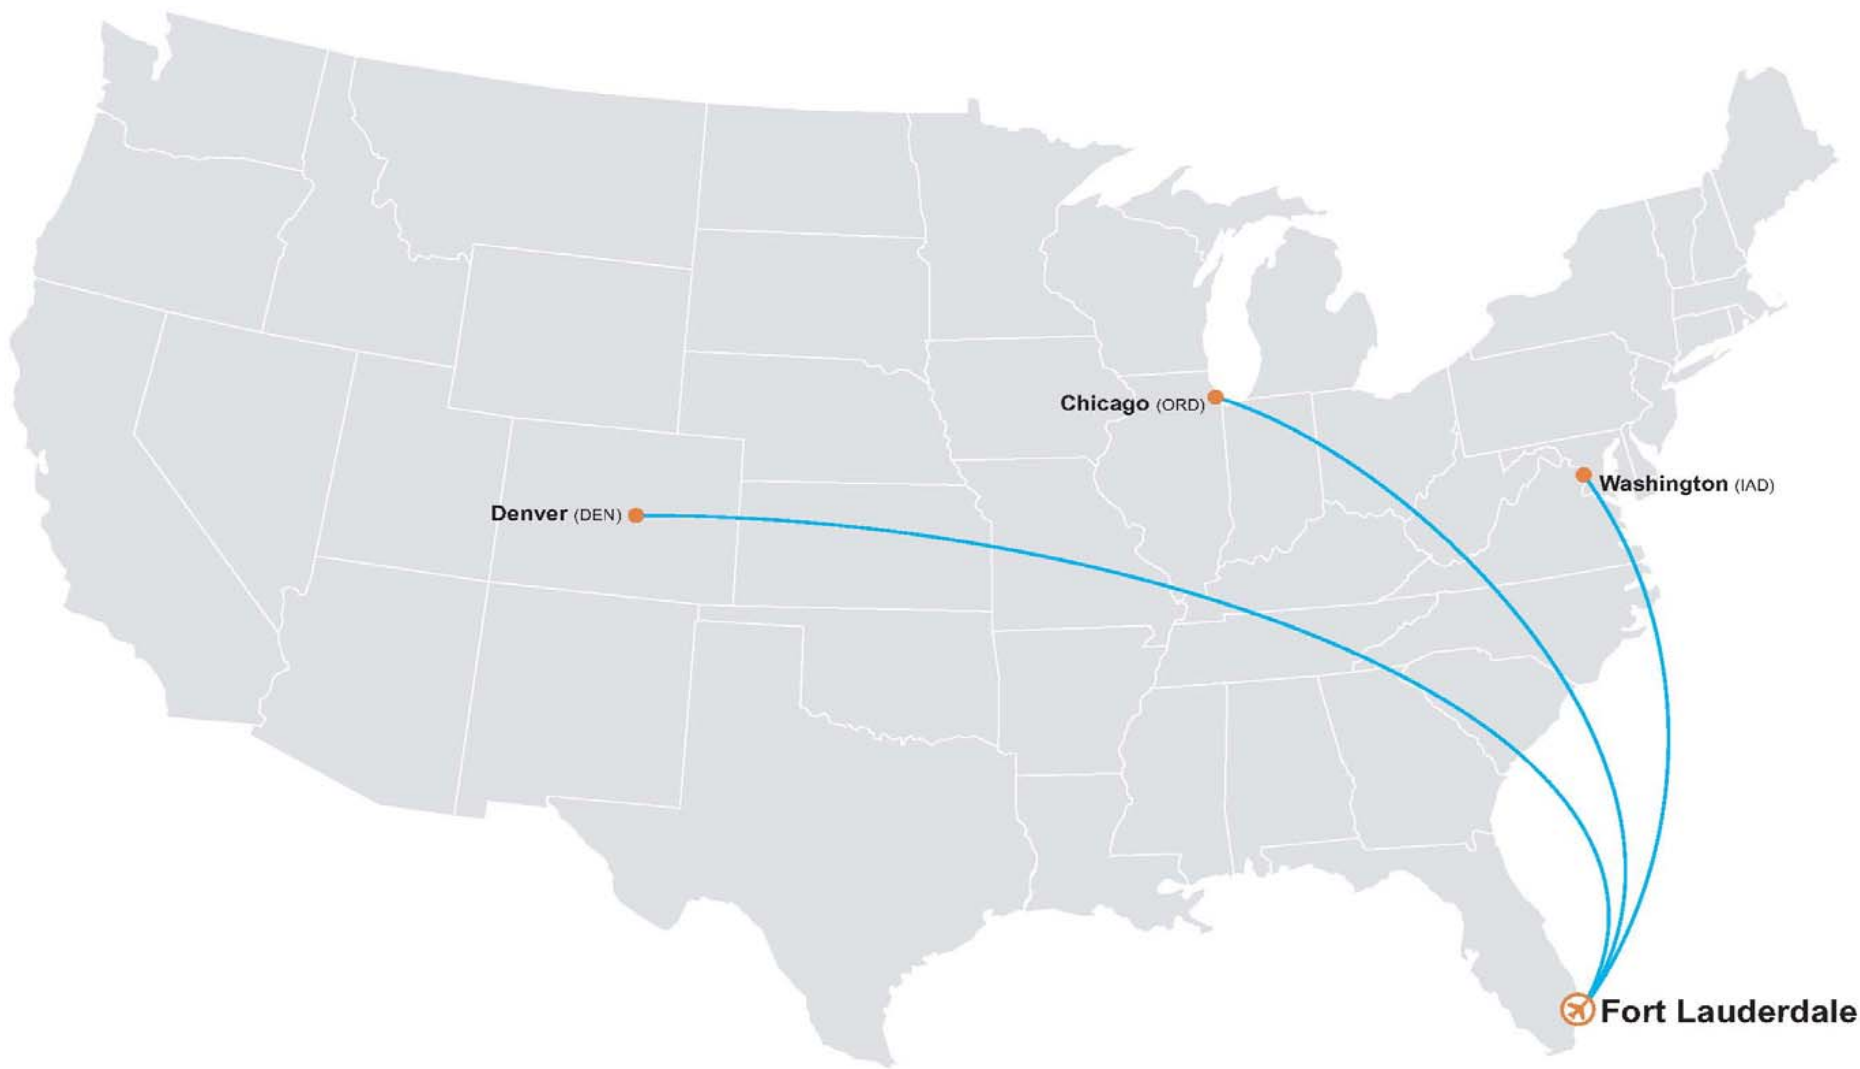 Chicago (ORD)
Washington (IAD)
Denver (DEN)
Fort Lauderdale